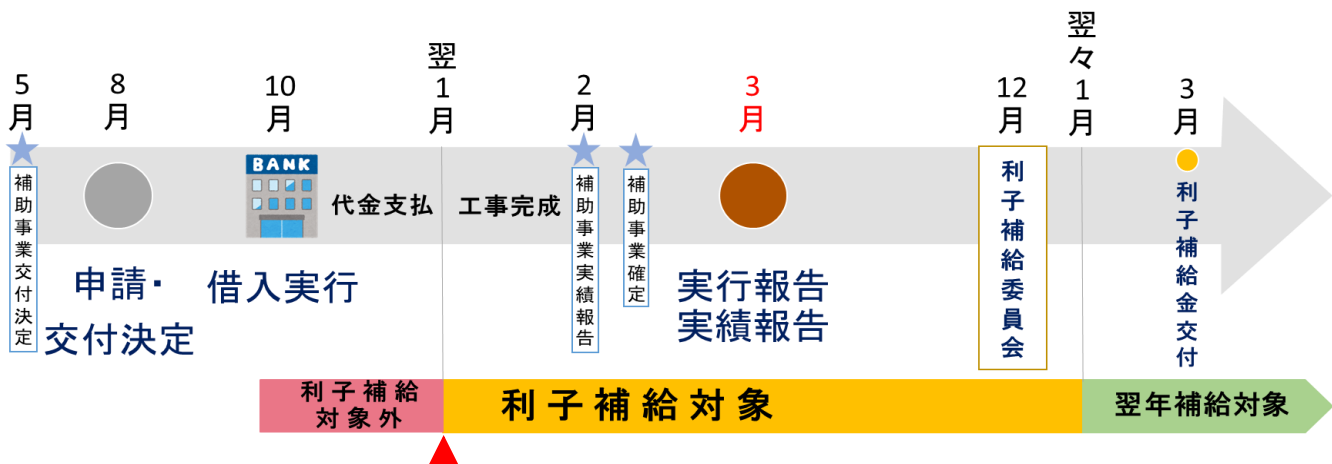 5月
8月
10月
翌1月
2月
3月
12月
翌々1月
3月
補助事業交付決定
BANK
代金支払
工事完成
補助事業実績報告
補助事業確定
利子補給委員会
利子補給金交付
申請・
交付決定
借入実行
実行報告
実績報告
利子補給
対象外
利子補給対象
翌年補給対象